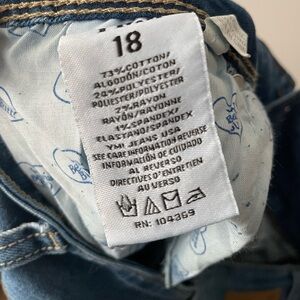 18
73% COTTON/
ALGODÓN/COTON
24% POLYESTER/
POLIÉSTER/POLYESTER
2% RAYON/
RAYÓN/RAYONNE
1% SPANDEX/
ELASTANO/SPANDEX
YMI JEANS USA
SEE CARE INFORMATION REVERSE
INFORMACIÓN DE CUIDADO
AL REVERSO
DIRECTIVES D'ENTRETIEN
AU VERSO
RN: 104369